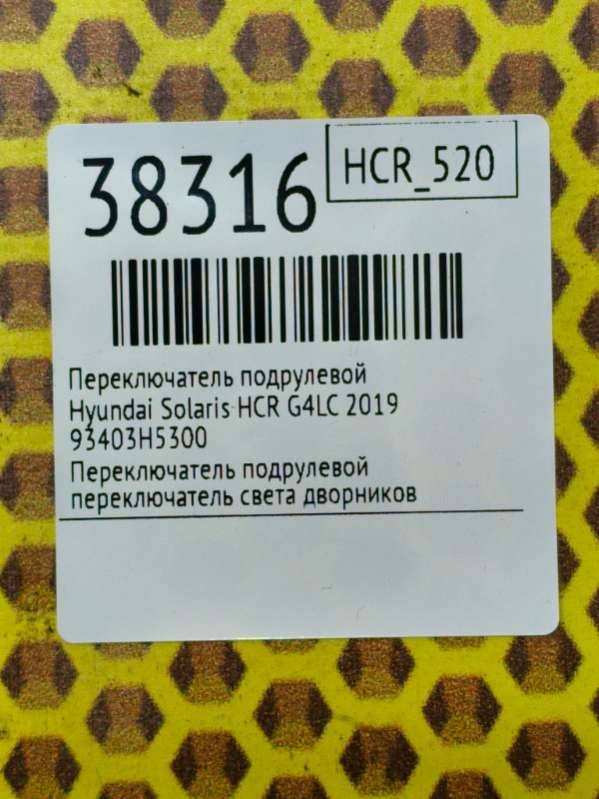 38316
HCR_520
Переключатель подрулевой
Hyundai Solaris HCR G4LC 2019
93403H5300
Переключатель подрулевой
переключатель света дворников